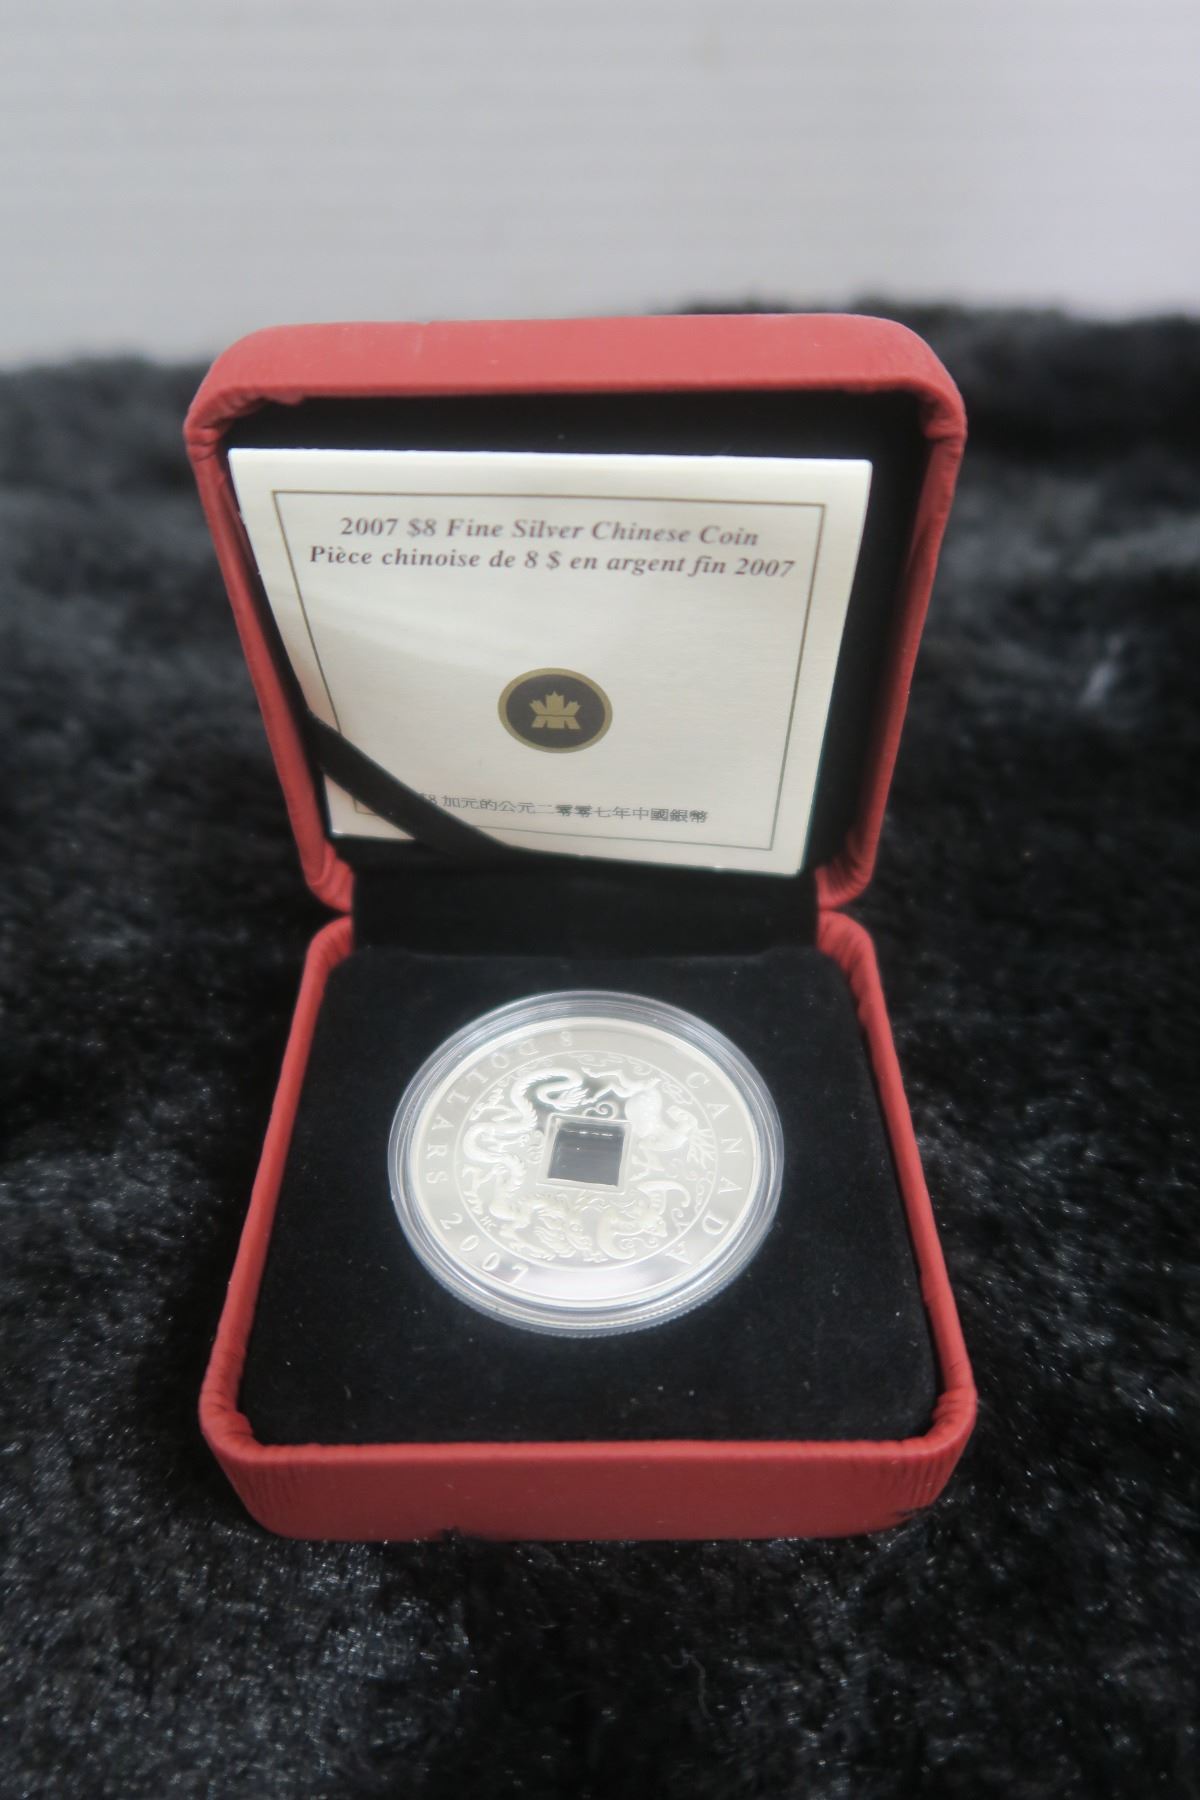 2007 $8 Fine Silver Chinese Coin
Pièce chinoise de 8 $ en argent fin 2007
$8 加元的公元二零零七年中國銀幣
8 DOLLARS 2007
CANADA
HC